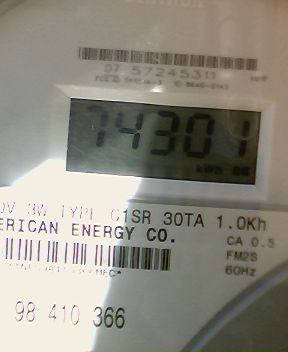 07 57245311
74301
kWh
3W TYPE C1SR 30TA 1.0Kh
ERICAN ENERGY CO.
CA 0.5
FM2S
60Hz
98 410 366